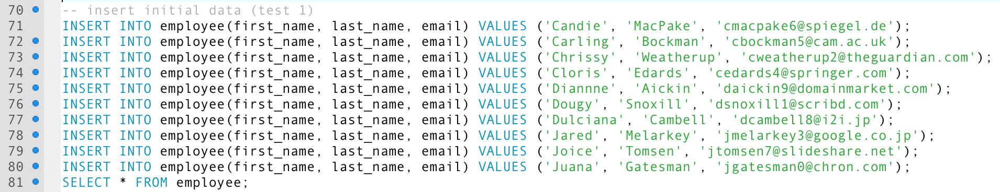 70 -- insert initial data (test 1)
71 INSERT INTO employee(first_name, last_name, email) VALUES ('Candie', 'MacPake', 'cmacpake6@spiegel.de');
72 INSERT INTO employee(first_name, last_name, email) VALUES ('Carling', 'Bockman', 'cbockman5@cam.ac.uk');
73 INSERT INTO employee(first_name, last_name, email) VALUES ('Chrissy', 'Weatherup', 'cweatherup2@theguardian.com');
74 INSERT INTO employee(first_name, last_name, email) VALUES ('Cloris', 'Edards', 'cedards4@springer.com');
75 INSERT INTO employee(first_name, last_name, email) VALUES ('Diannne', 'Aickin', 'daickin9@domainmarket.com');
76 INSERT INTO employee(first_name, last_name, email) VALUES ('Dougy', 'Snoxill', 'dsnoxill1@scribd.com');
77 INSERT INTO employee(first_name, last_name, email) VALUES ('Dulciana', 'Cambell', 'dcambell8@i2i.jp');
78 INSERT INTO employee(first_name, last_name, email) VALUES ('Jared', 'Melarkey', 'jmelarkey3@google.co.jp');
79 INSERT INTO employee(first_name, last_name, email) VALUES ('Joice', 'Tomsen', 'jtomsen7@slideshare.net');
80 INSERT INTO employee(first_name, last_name, email) VALUES ('Juana', 'Gatesman', 'jgatesman0@chron.com');
81 SELECT * FROM employee;